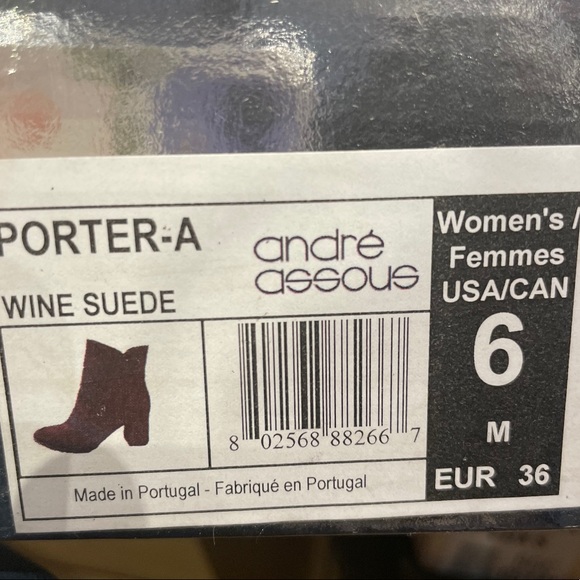 PORTER-A
WINE SUEDE
andré
assous
Women's /
Femmes
USA/CAN
6
M
EUR 36
8 02568 88266 7
Made in Portugal - Fabriqué en Portugal